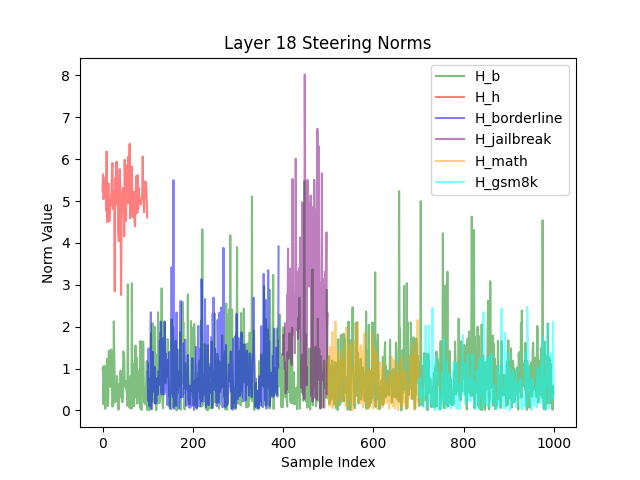 Layer 18 Steering Norms
Norm Value
8
7
6
5
4
3
2
1
0
H_b
H_h
H_borderline
H_jailbreak
H_math
H_gsm8k
0
200
400
600
800
1000
Sample Index